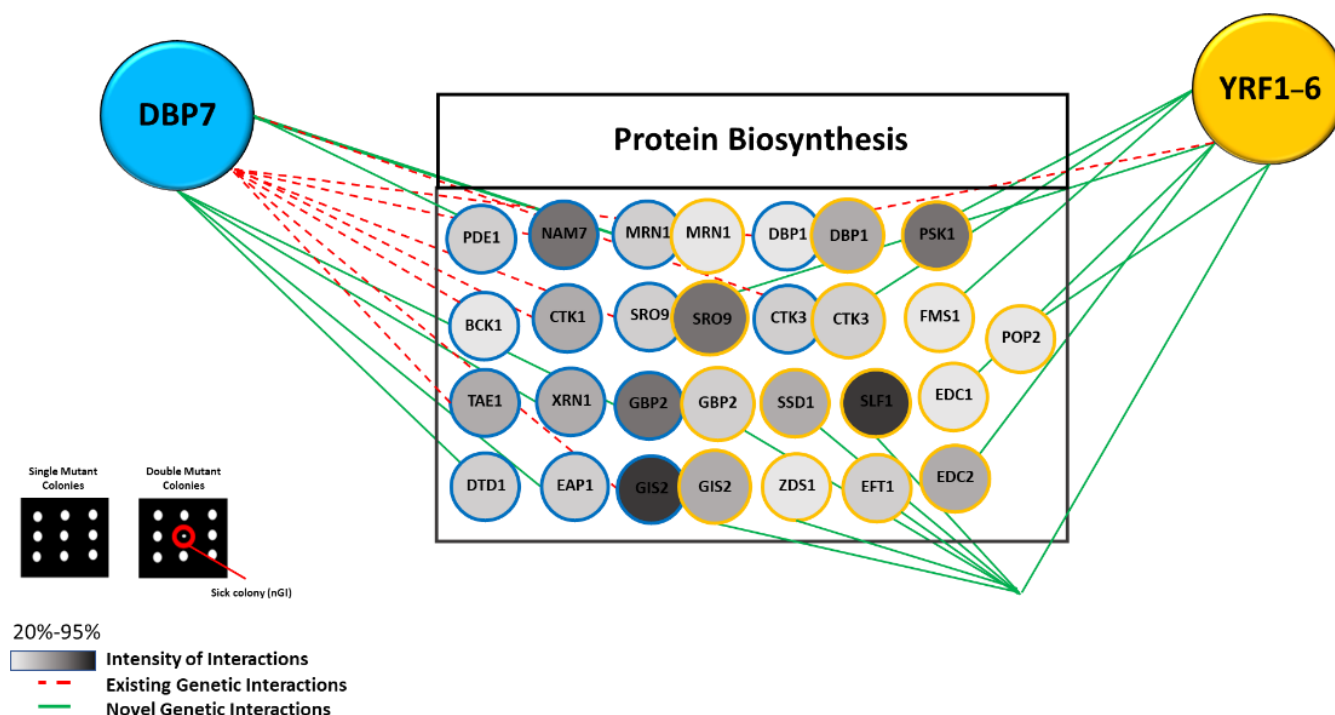 DBP7
YRF1–6
Protein Biosynthesis
PDE1
NAM7
MRN1
MRN1
DBP1
DBP1
PSK1
BCK1
CTK1
SRO9
SRO9
CTK3
CTK3
FMS1
POP2
TAE1
XRN1
GBP2
GBP2
SSD1
SLF1
EDC1
DTD1
EAP1
GIS2
GIS2
ZDS1
EFT1
EDC2
Single Mutant
Colonies
Double Mutant
Colonies
Sick colony (nGI)
20%-95%
Intensity of Interactions
Existing Genetic Interactions
Novel Genetic Interactions